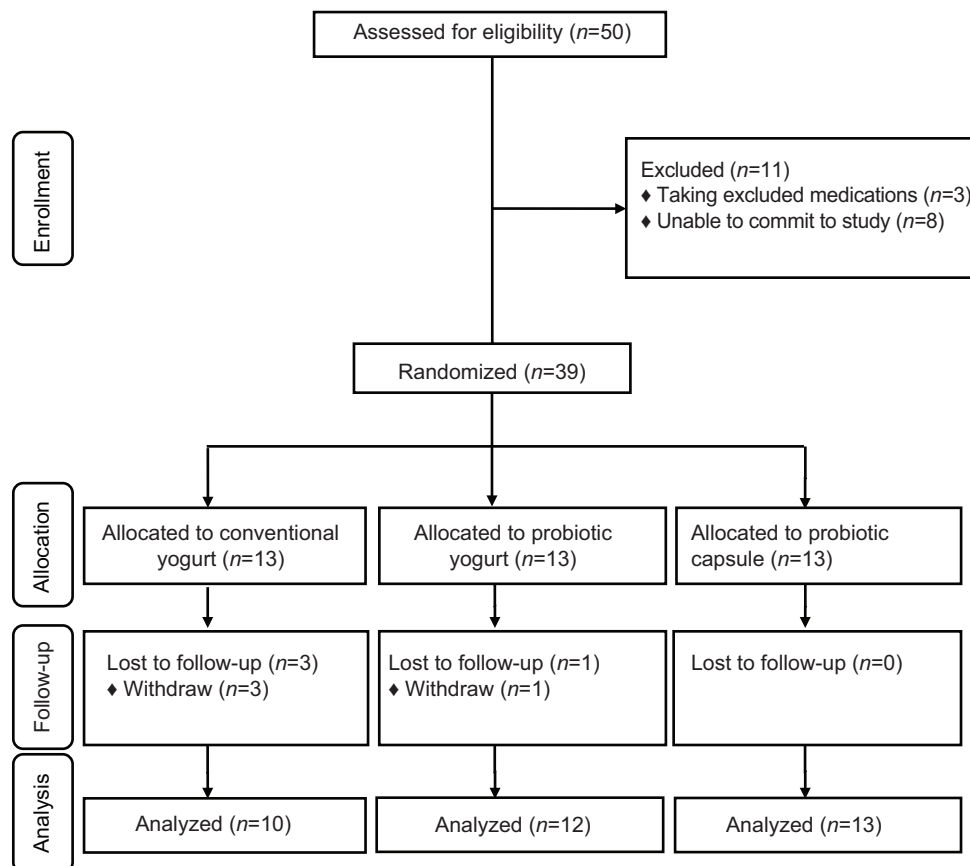 Assessed for eligibility (n=50)
Enrollment
Excluded (n=11)
♦ Taking excluded medications (n=3)
♦ Unable to commit to study (n=8)
Randomized (n=39)
Allocation
Allocated to conventional
yogurt (n=13)
Allocated to probiotic
yogurt (n=13)
Allocated to probiotic
capsule (n=13)
Follow-up
Lost to follow-up (n=3)
♦ Withdraw (n=3)
Lost to follow-up (n=1)
♦ Withdraw (n=1)
Lost to follow-up (n=0)
Analysis
Analyzed (n=10)
Analyzed (n=12)
Analyzed (n=13)